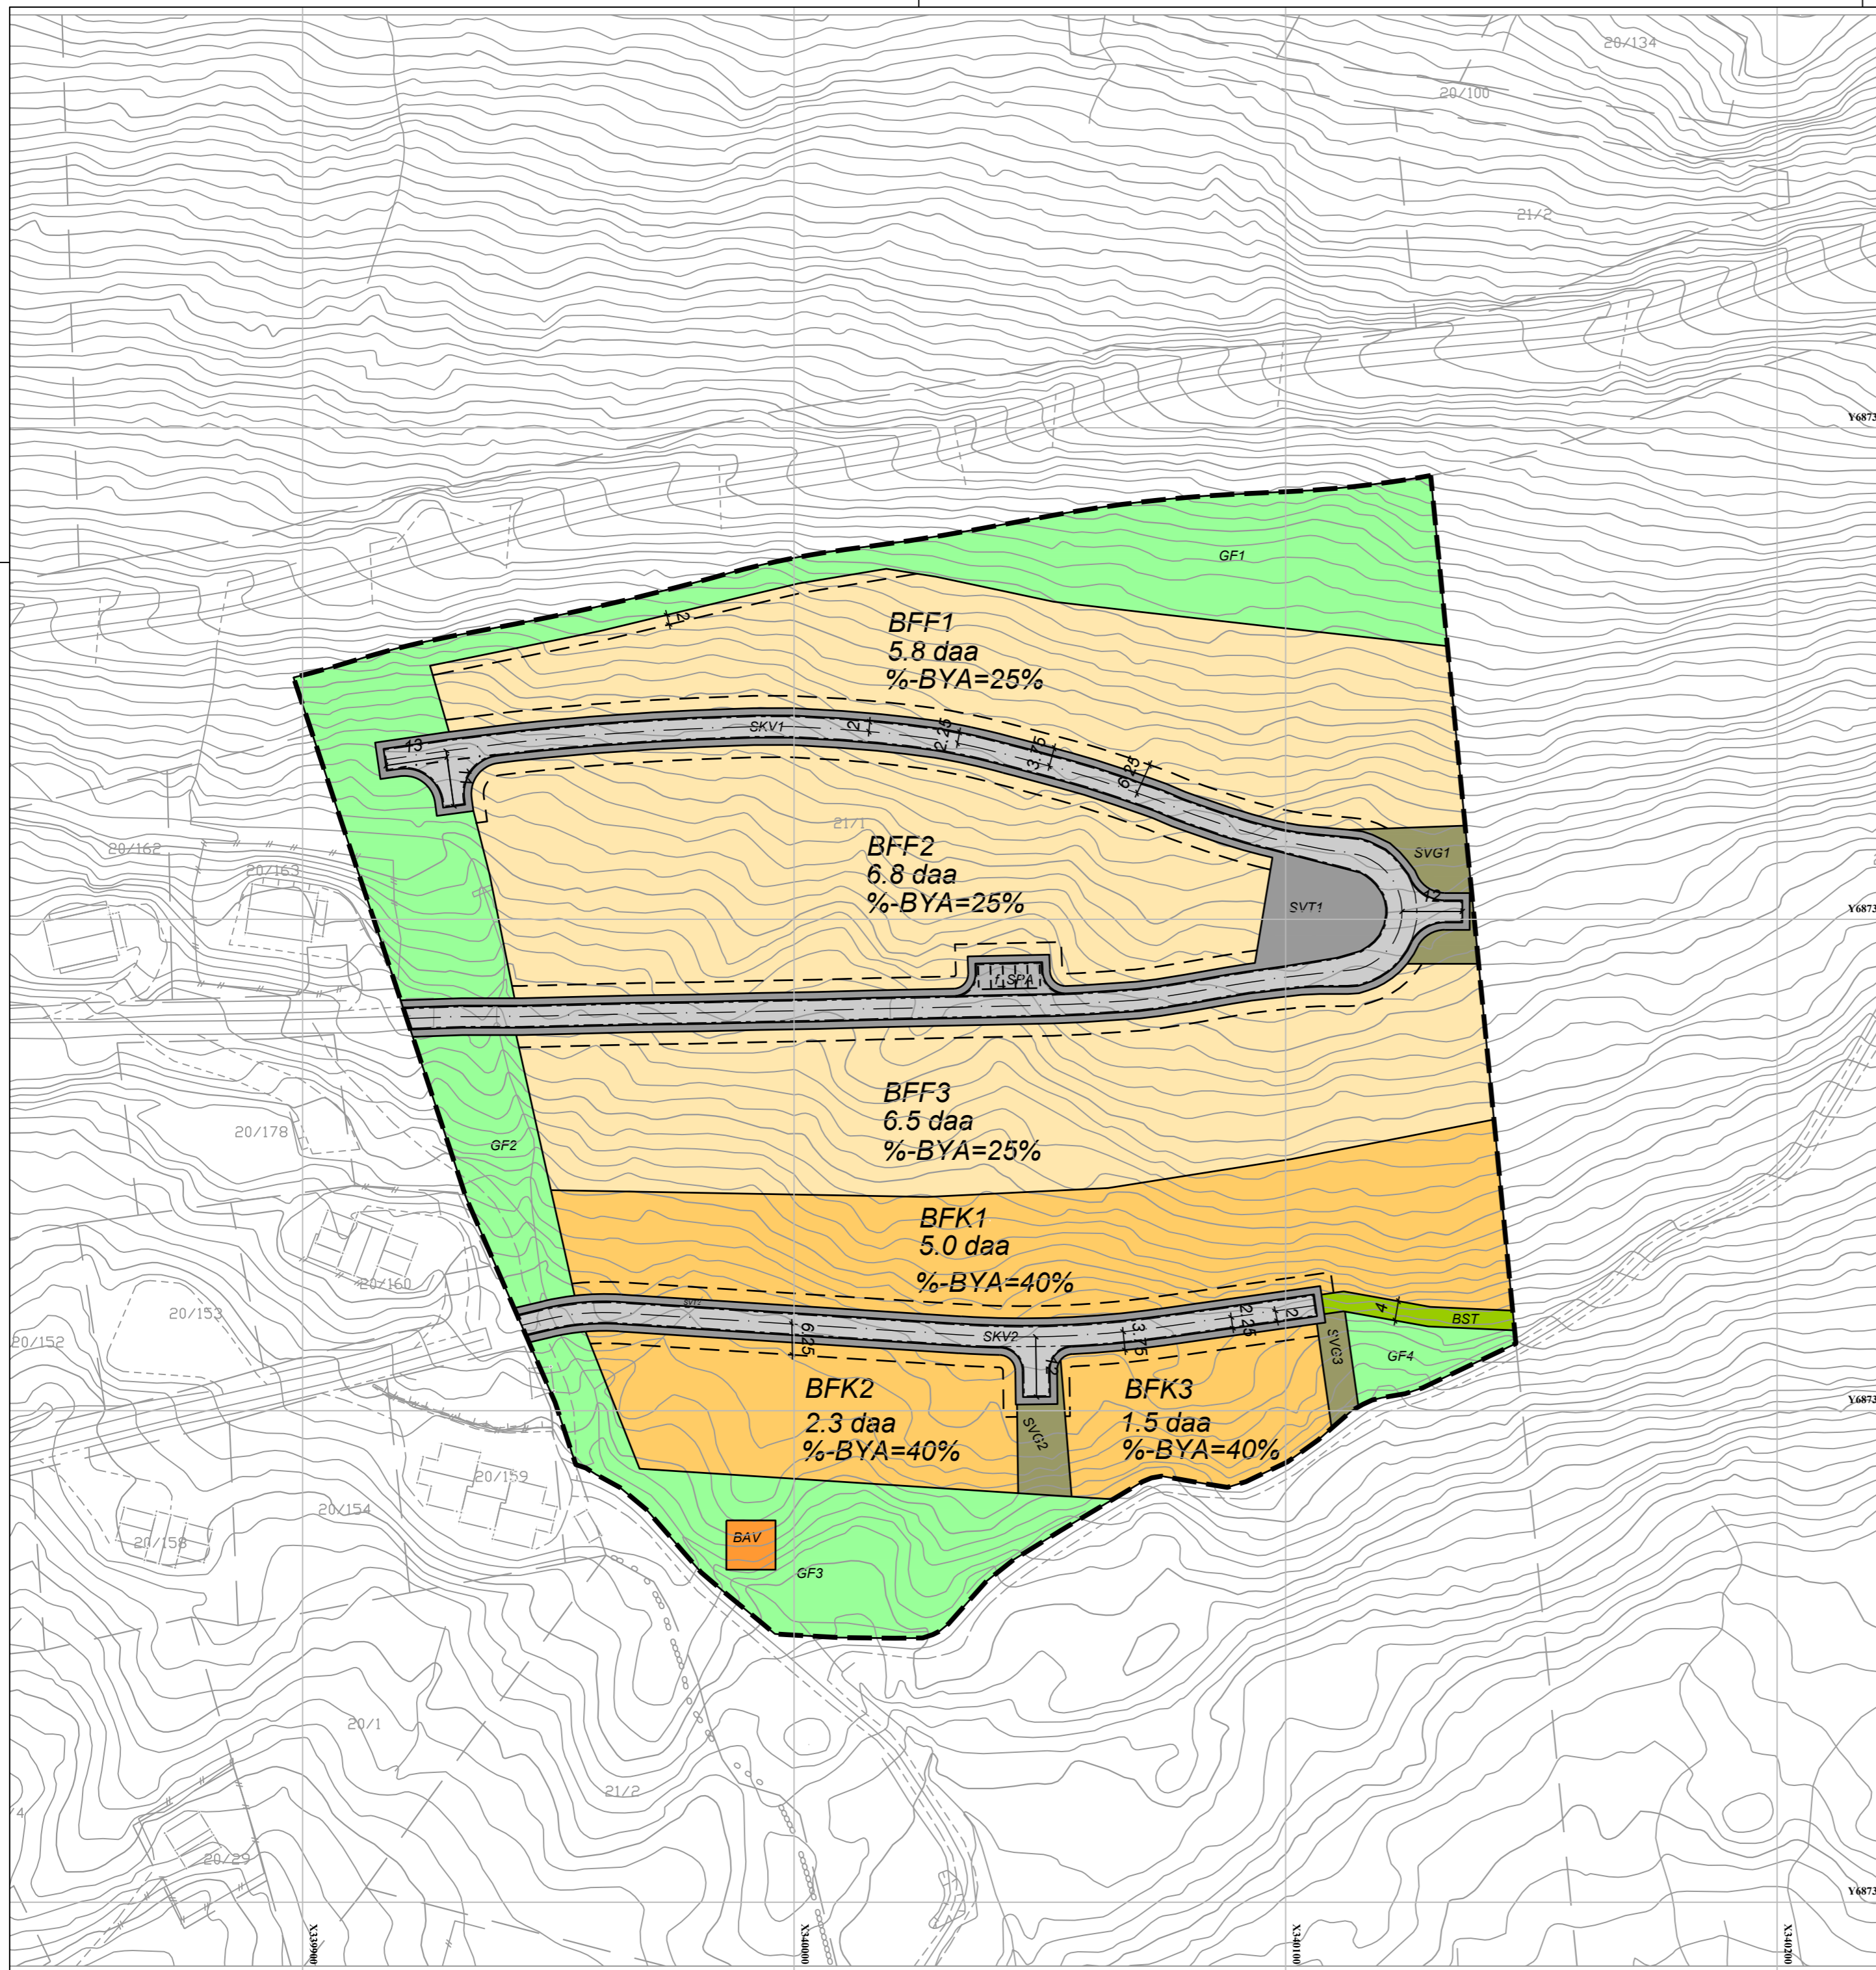 20/134
20/100
21/2
Y6873
GF1
BFF1
5.8 daa
%-BYA=25%
2
SKV1
2
2.25
3.75
6.25
13
21/1
BFF2
6.8 daa
%-BYA=25%
SVG1
20/162
20/163
12
SVT1
Y6873
f_SPA
BFF3
6.5 daa
%-BYA=25%
20/178
GF2
BFK1
5.0 daa
%-BYA=40%
20/160
20/153
20/152
6.25
SKV2
12
3.75
2.25
2
4
BST
SVG3
GF4
BFK2
2.3 daa
%-BYA=40%
BFK3
1.5 daa
%-BYA=40%
Y6873
SVG2
20/159
20/154
20/158
BAV
GF3
20/1
21/2
20/29
Y6873
X339900
X340000
X340100
X340200